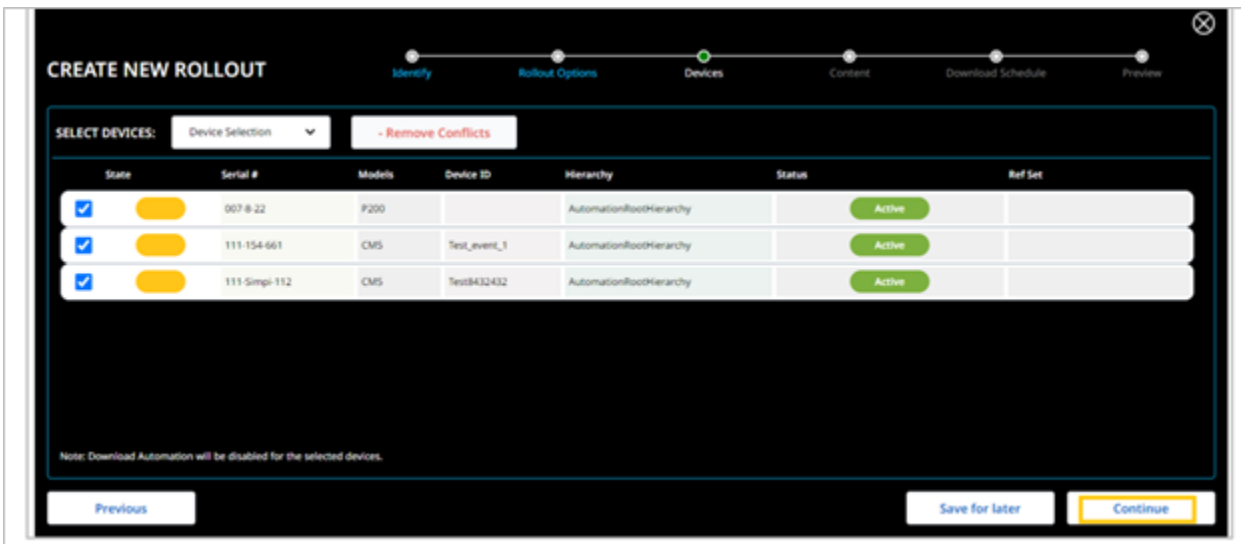 CREATE NEW ROLLOUT
Identify Rollout Options Devices Content Download Schedule Preview
SELECT DEVICES: Device Selection - Remove Conflicts
State Serial # Models Device ID Hierarchy Status Ref Set
007-8-22 P200 AutomationRootHierarchy Active
111-154-661 CM5 Test_event_1 AutomationRootHierarchy Active
111-Simpi-112 CM5 Test8432432 AutomationRootHierarchy Active
Note: Download Automation will be disabled for the selected devices.
Previous Save for later Continue